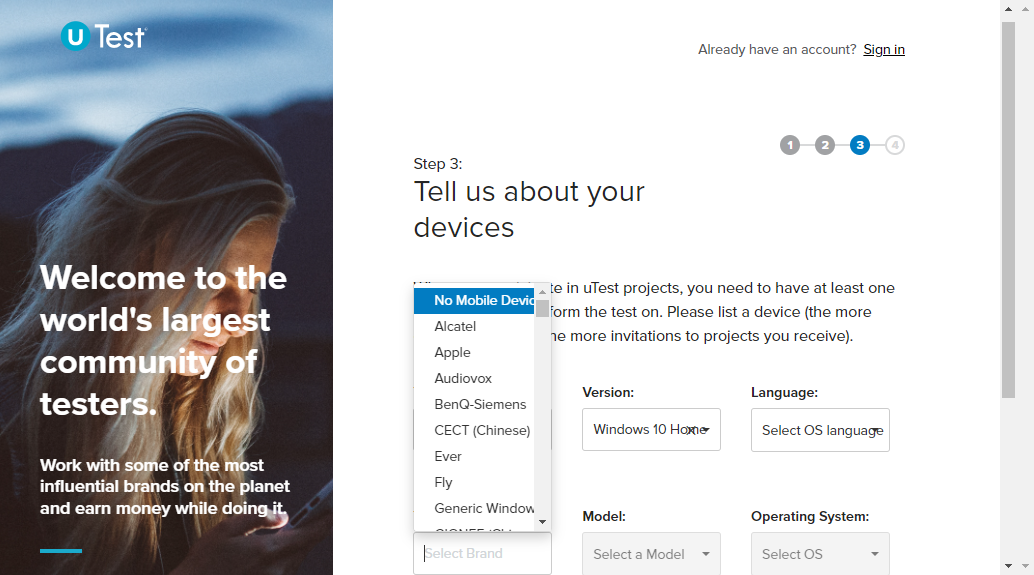 U Test
Already have an account? Sign in
1 2 3 4
Step 3:
Tell us about your
devices
Welcome to the
world's largest
community of
testers.
Work with some of the most
influential brands on the planet
and earn money while doing it.
te in uTest projects, you need to have at least one
form the test on. Please list a device (the more
he more invitations to projects you receive).
No Mobile Devic
Alcatel
Apple
Audiovox
BenQ-Siemens
CECT (Chinese)
Ever
Fly
Generic Window
Version:
Windows 10 Home
Language:
Select OS language
Select Brand
Model:
Select a Model
Operating System:
Select OS